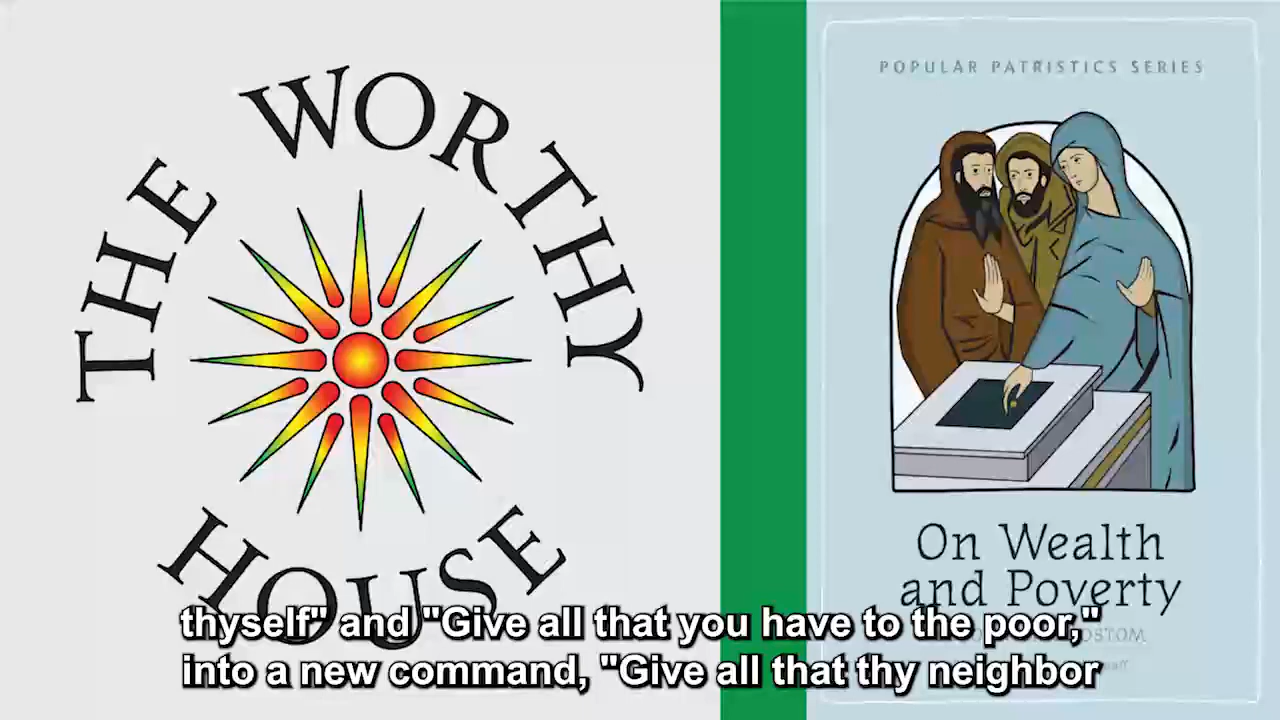 THE WORTHY
HOUSE
POPULAR PATRISTICS SERIES
On Wealth
and Poverty
thyself" and "Give all that you have to the poor,"
into a new command, "Give all that thy neighbor